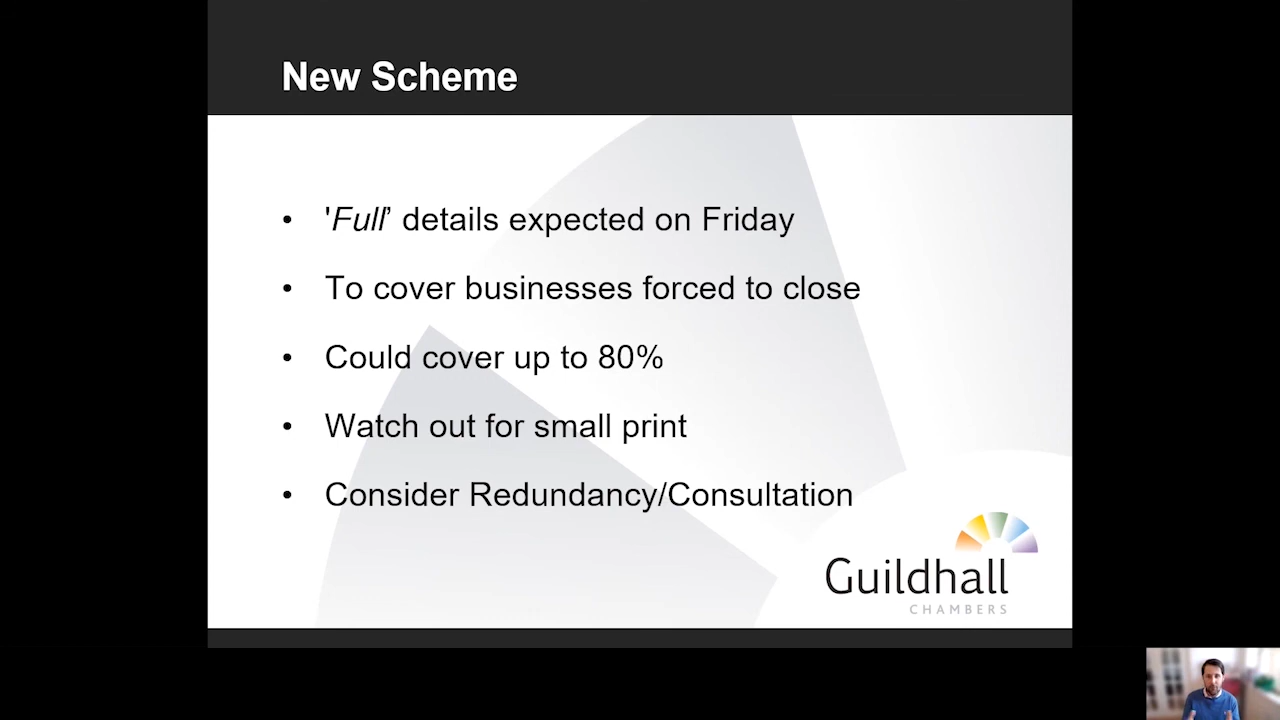 New Scheme
• 'Full' details expected on Friday
• To cover businesses forced to close
• Could cover up to 80%
• Watch out for small print
• Consider Redundancy/Consultation
Guildhall
CHAMBERS